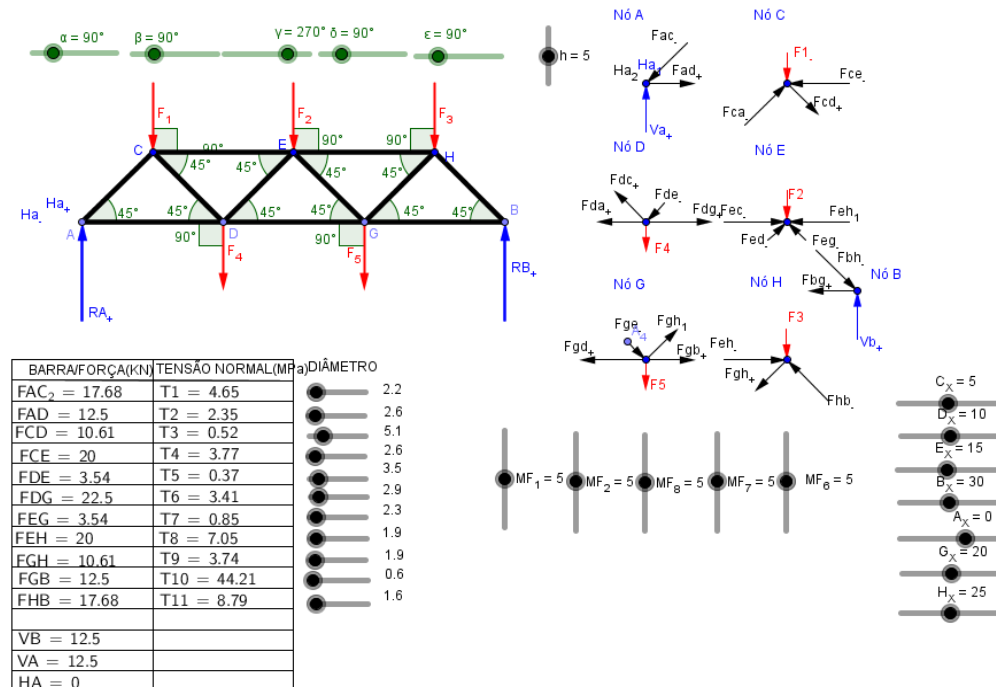 α = 90°
β = 90°
γ = 270°
δ = 90°
ε = 90°
h = 5
F1
F2
F3
90°
90°
90°
C
E
H
45°
45°
45°
45°
Ha+
Ha-
45°
45°
45°
45°
45°
45°
A
D
G
B
90°
90°
F4
F5
RA+
RB+
Nó A
Fac-
Ha2
Ha1
Fad+
Va+
Nó C
F1-
Fce-
Fca-
Fcd+
Nó D
Fdc+
Fde-
Fda+
Fdg+
F4
Nó E
F2
Fec-
Feh1
Fed-
Feg-
Nó B
Fbh-
Fbg+
Vb+
Nó G
Fge-
A4
Fgh1
Fgd+
Fgb+
F5
Nó H
F3
Feh-
Fgh+
Fhb-
BARRA/FORÇA(KN) TENSÃO NORMAL(MPa) DIÂMETRO
FAC2 = 17.68 T1 = 4.65 2.2
FAD = 12.5 T2 = 2.35 2.6
FCD = 10.61 T3 = 0.52 5.1
FCE = 20 T4 = 3.77 2.6
FDE = 3.54 T5 = 0.37 3.5
FDG = 22.5 T6 = 3.41 2.9
FEG = 3.54 T7 = 0.85 2.3
FEH = 20 T8 = 7.05 1.9
FGH = 10.61 T9 = 3.74 1.9
FGB = 12.5 T10 = 44.21 0.6
FHB = 17.68 T11 = 8.79 1.6
VB = 12.5
VA = 12.5
HA = 0
MF1 = 5
MF2 = 5
MF8 = 5
MF7 = 5
MF6 = 5
CX = 5
DX = 10
EX = 15
BX = 30
AX = 0
GX = 20
HX = 25